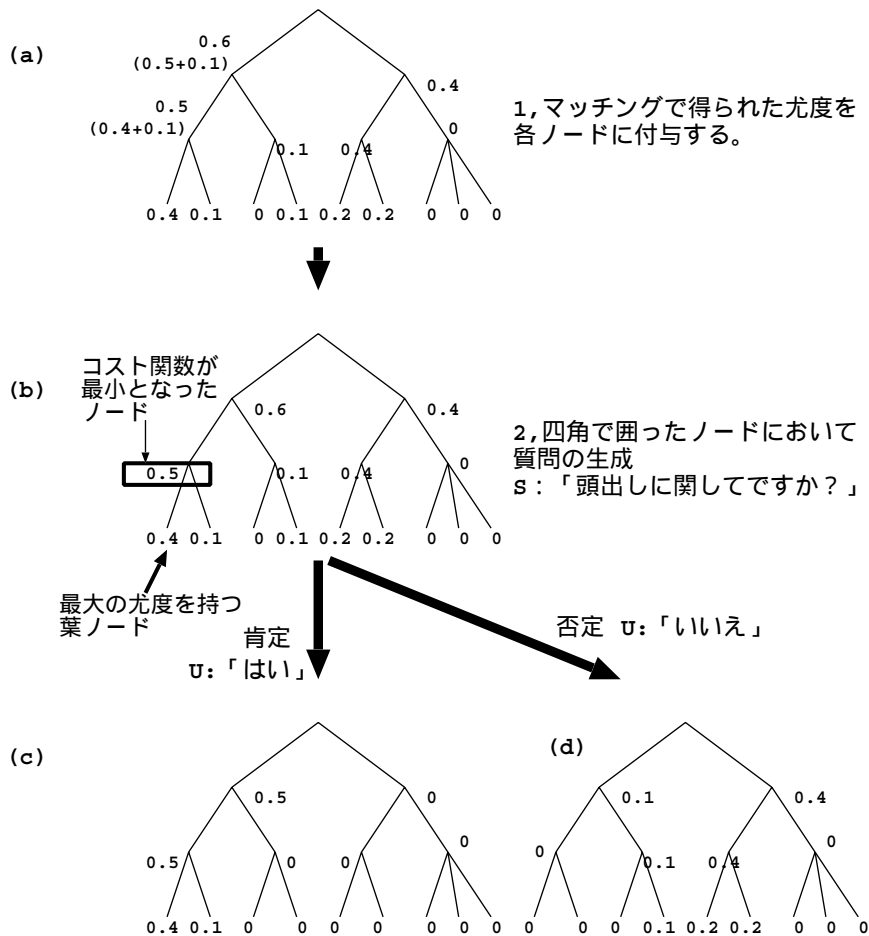 (a)
0.6
(0.5+0.1)
0.4
0.5
(0.4+0.1)
0
0.1 0.4
0.4 0.1 0 0.1 0.2 0.2 0 0 0
1,マッチングで得られた尤度を
各ノードに付与する。
(b)
コスト関数が
最小となった
ノード
0.6 0.4
0.5 0.1 0.4 0
0.4 0.1 0 0.1 0.2 0.2 0 0 0
2,四角で囲ったノードにおいて
質問の生成
S:「頭出しに関してですか?」
最大の尤度を持つ
葉ノード
肯定
U:「はい」
否定 U:「いいえ」
(c)
0.5 0
0
0.5 0 0
0.4 0.1 0 0 0 0 0 0 0
(d)
0.1 0.4
0
0 0.1 0.4
0 0 0 0.1 0.2 0.2 0 0 0